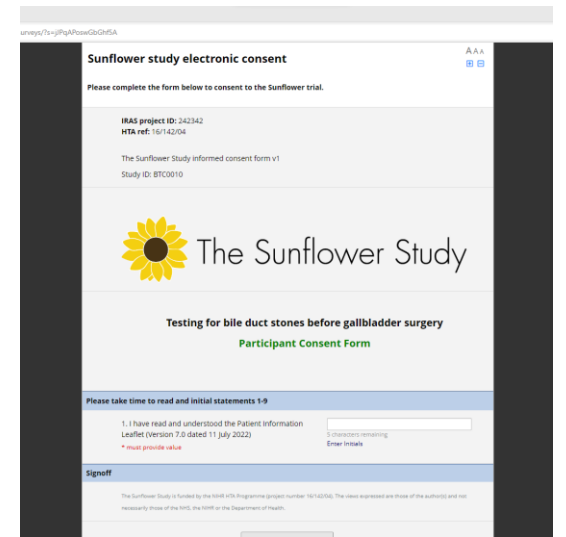 urveys/?s=jlPqAPoswGbGhfSA
Sunflower study electronic consent
A A A
Please complete the form below to consent to the Sunflower trial.
IRAS project ID: 242342
HTA ref: 16/142/04
The Sunflower Study informed consent form v1
Study ID: BTC0010
The Sunflower Study
Testing for bile duct stones before gallbladder surgery
Participant Consent Form
Please take time to read and initial statements 1-9
1. I have read and understood the Patient Information
Leaflet (Version 7.0 dated 11 July 2022)
* must provide value
5 characters remaining
Enter Initials
Signoff
The Sunflower Study is funded by the NIHR HTA Programme (project number 16/142/04). The views expressed are those of the author(s) and not
necessarily those of the NHS, the NIHR or the Department of Health.